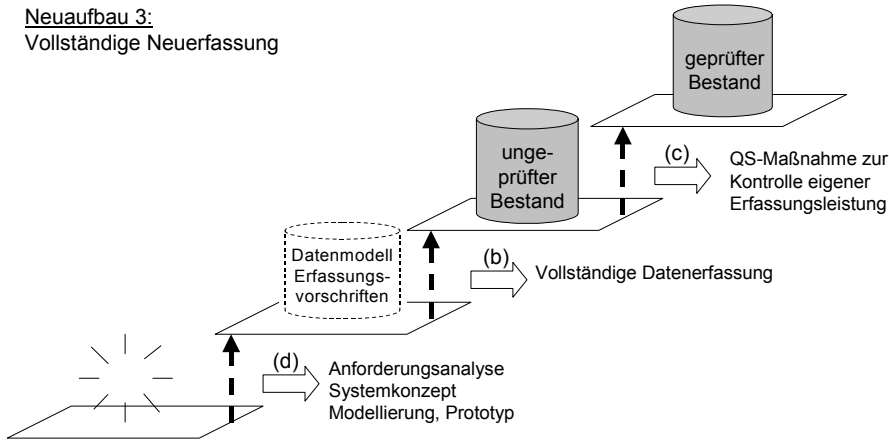 Neuaufbau 3:
Vollständige Neuerfassung
geprüfter
Bestand
unge-
prüfter
Bestand
(c)
QS-Maßnahme zur
Kontrolle eigener
Erfassungsleistung
Datenmodell
Erfassungs-
vorschriften
(b)
Vollständige Datenerfassung
(d)
Anforderungsanalyse
Systemkonzept
Modellierung, Prototyp